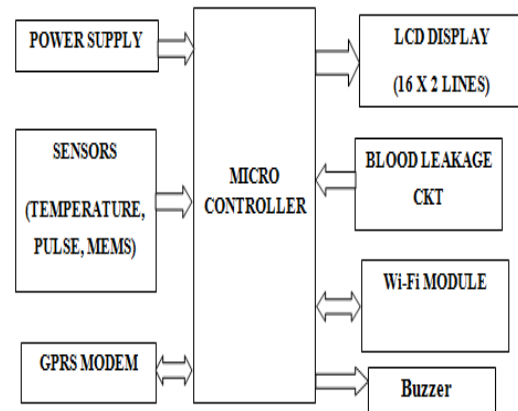 POWER SUPPLY
SENSORS
(TEMPERATURE,
PULSE, MEMS)
GPRS MODEM
MICRO
CONTROLLER
LCD DISPLAY
(16 X 2 LINES)
BLOOD LEAKAGE
CKT
Wi-Fi MODULE
Buzzer